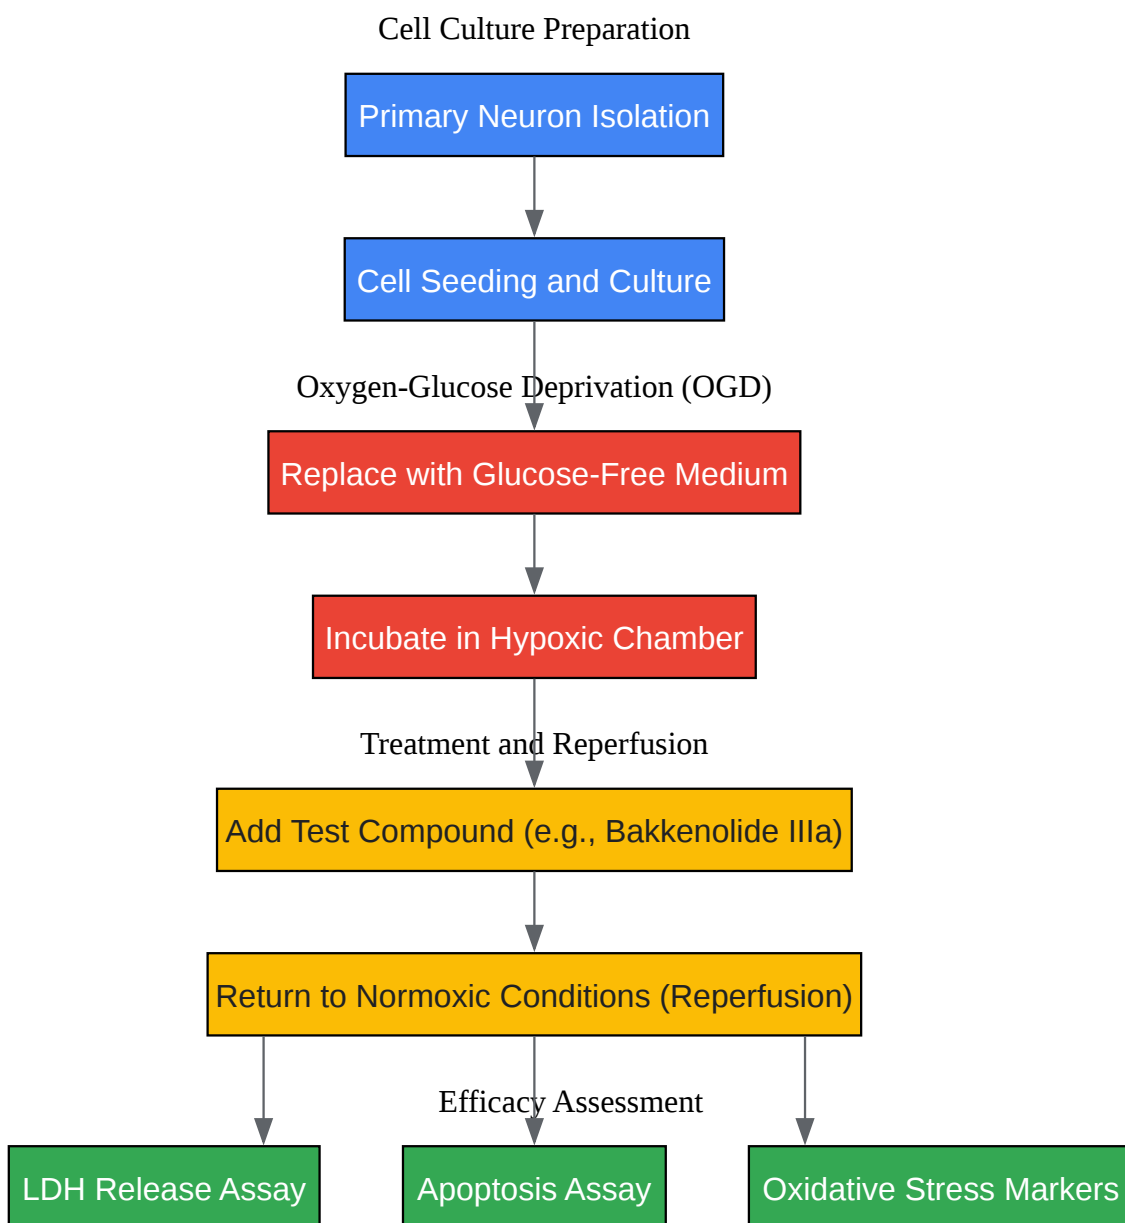 Cell Culture Preparation
Primary Neuron Isolation
Cell Seeding and Culture
Oxygen-Glucose Deprivation (OGD)
Replace with Glucose-Free Medium
Incubate in Hypoxic Chamber
Treatment and Reperfusion
Add Test Compound (e.g., Bakkenolide IIIa)
Return to Normoxic Conditions (Reperfusion)
Efficacy Assessment
LDH Release Assay
Apoptosis Assay
Oxidative Stress Markers